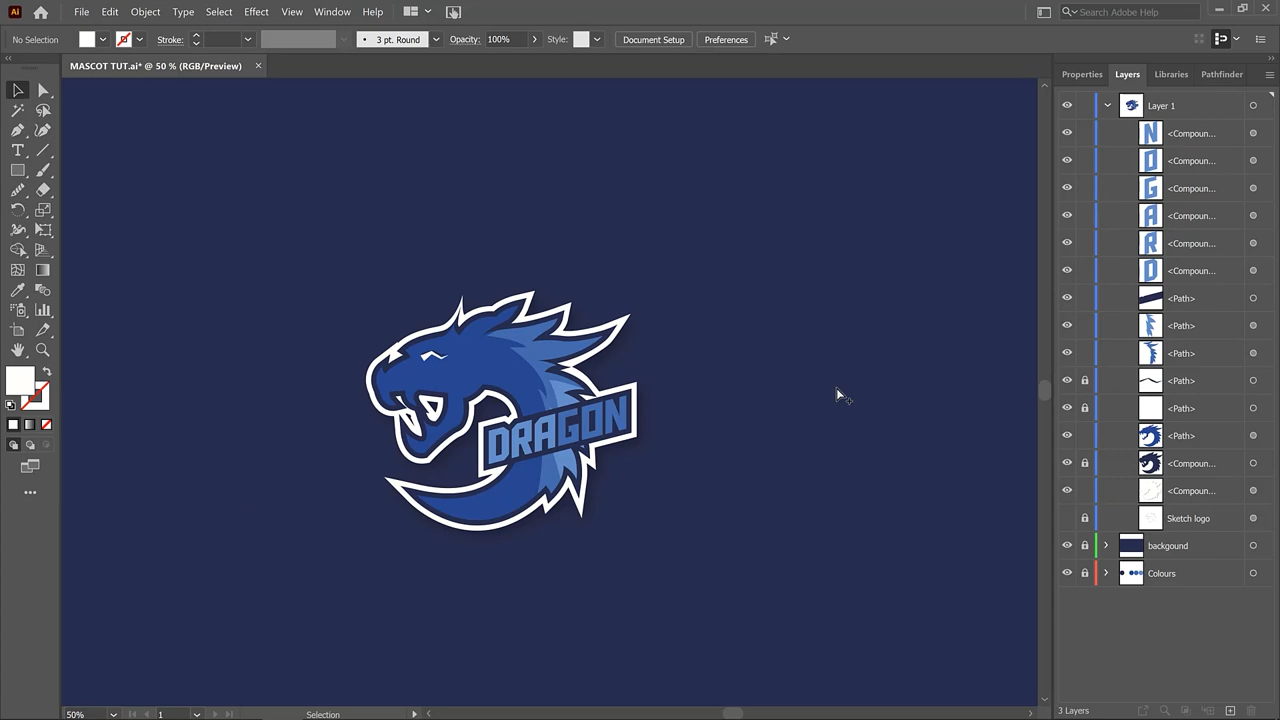 Ai
File Edit Object Type Select Effect View Window Help
Search Adobe Help
No Selection
Stroke:
3 pt. Round
Opacity: 100%
Style:
Document Setup
Preferences
MASCOT TUT.ai* @ 50 % (RGB/Preview)
Properties Layers Libraries Pathfinder
Layer 1
N <Compoun...
O <Compoun...
G <Compoun...
A <Compoun...
R <Compoun...
D <Compoun...
<Path>
<Path>
<Path>
<Path>
<Path>
<Path>
<Compoun...
<Compoun...
Sketch logo
backgound
Colours
DRAGON
50%
1
Selection
3 Layers